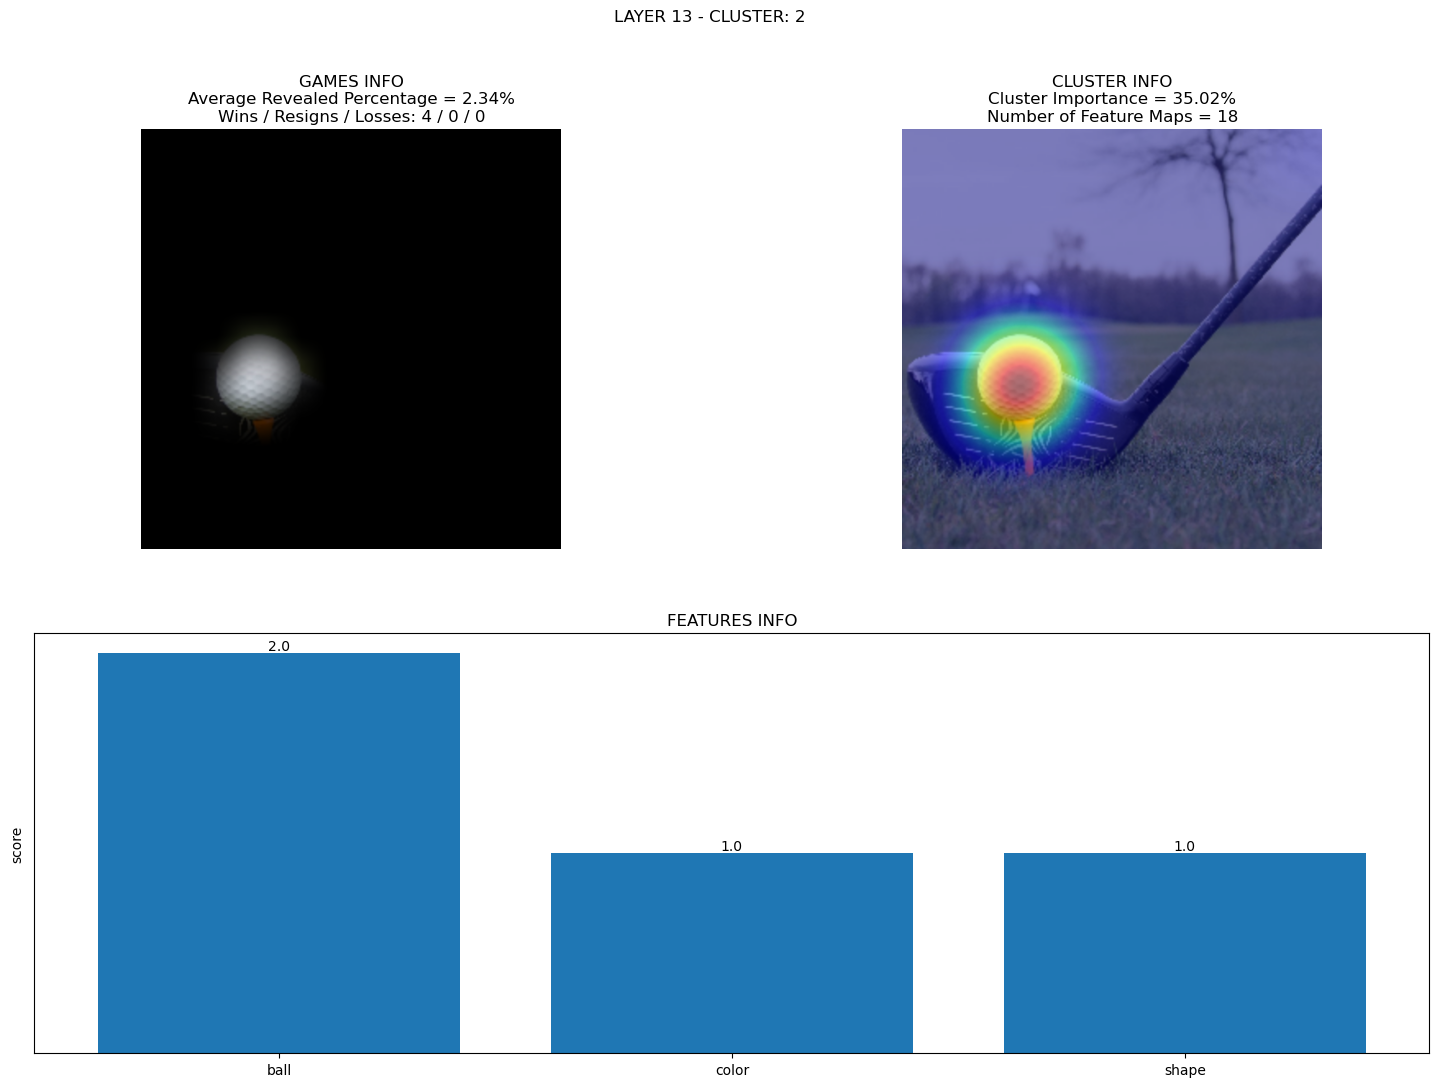 LAYER 13 - CLUSTER: 2
GAMES INFO
Average Revealed Percentage = 2.34%
Wins / Resigns / Losses: 4 / 0 / 0
CLUSTER INFO
Cluster Importance = 35.02%
Number of Feature Maps = 18
FEATURES INFO
score
2.0
1.0
1.0
ball
color
shape